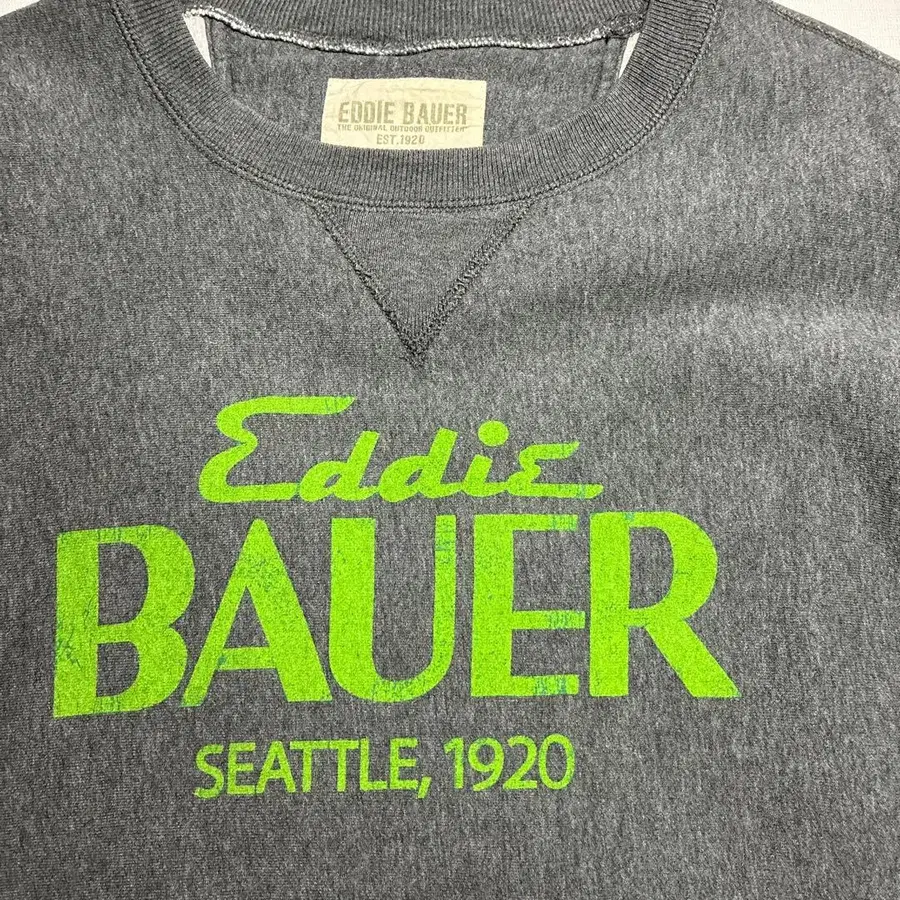 EDDIE BAUER
THE ORIGINAL OUTDOOR OUTFITTER
EST.1920
Eddie
BAUER
SEATTLE, 1920